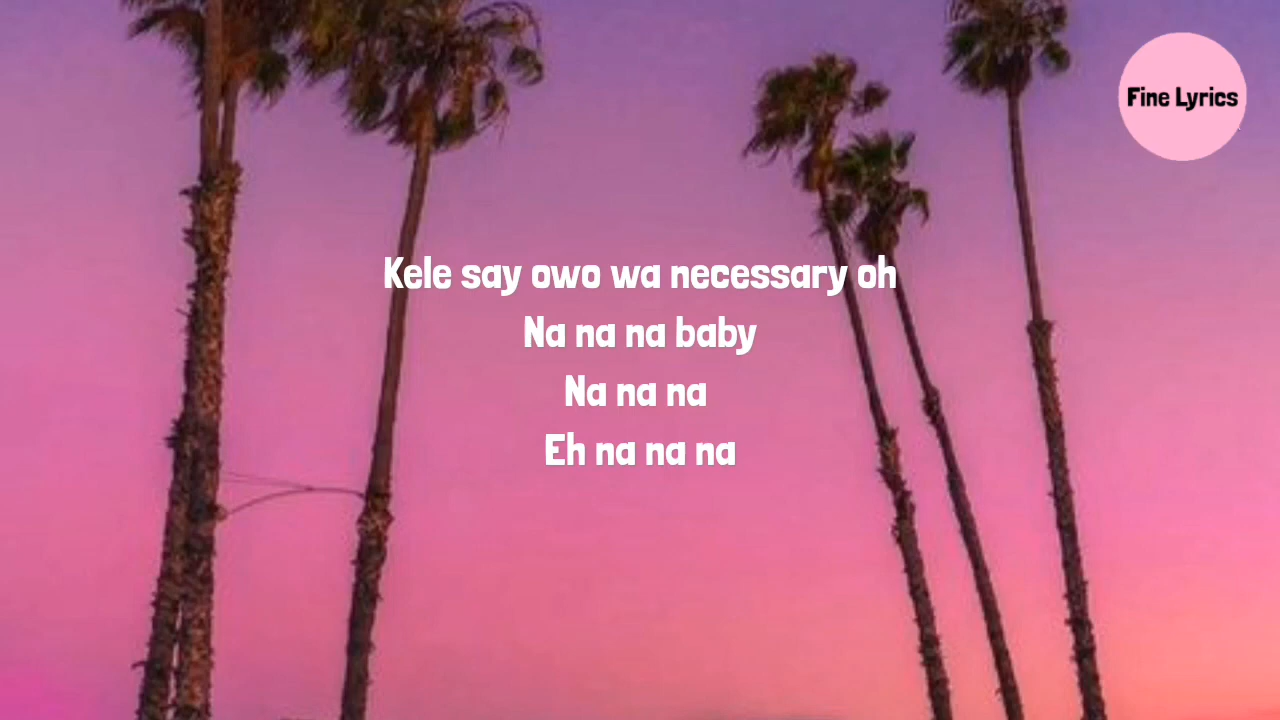 Fine Lyrics
Kele say owo wa necessary oh
Na na na baby
Na na na
Eh na na na